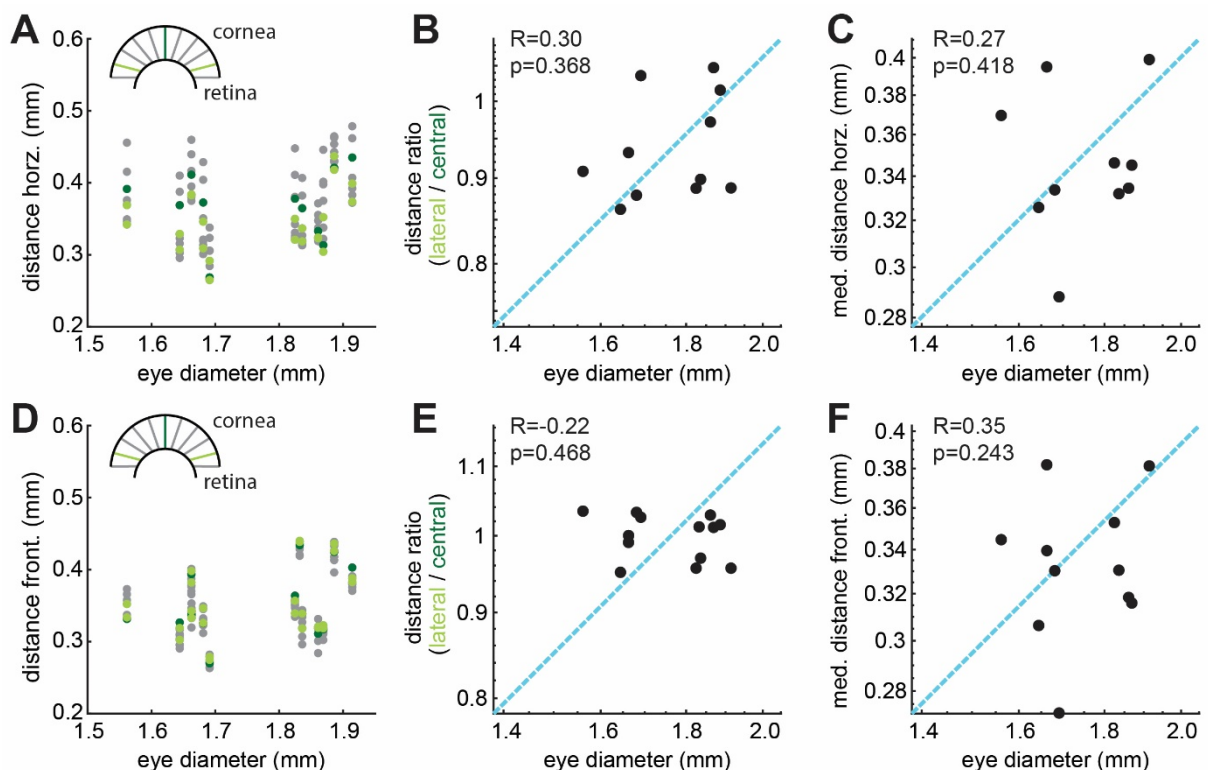 A
cornea
retina
distance horz. (mm)
0.6
0.5
0.4
0.3
0.2
1.5 1.6 1.7 1.8 1.9
eye diameter (mm)
B
R=0.30
p=0.368
distance ratio
(lateral / central)
1
0.9
0.8
1.4 1.6 1.8 2.0
eye diameter (mm)
C
R=0.27
p=0.418
med. distance horz. (mm)
0.4
0.38
0.36
0.34
0.32
0.3
0.28
1.4 1.6 1.8 2.0
eye diameter (mm)
D
cornea
retina
distance front. (mm)
0.6
0.5
0.4
0.3
0.2
1.5 1.6 1.7 1.8 1.9
eye diameter (mm)
E
R=-0.22
p=0.468
distance ratio
(lateral / central)
1.1
1
0.9
0.8
1.4 1.6 1.8 2.0
eye diameter (mm)
F
R=0.35
p=0.243
med. distance front. (mm)
0.4
0.38
0.36
0.34
0.32
0.3
0.28
1.4 1.6 1.8 2.0
eye diameter (mm)